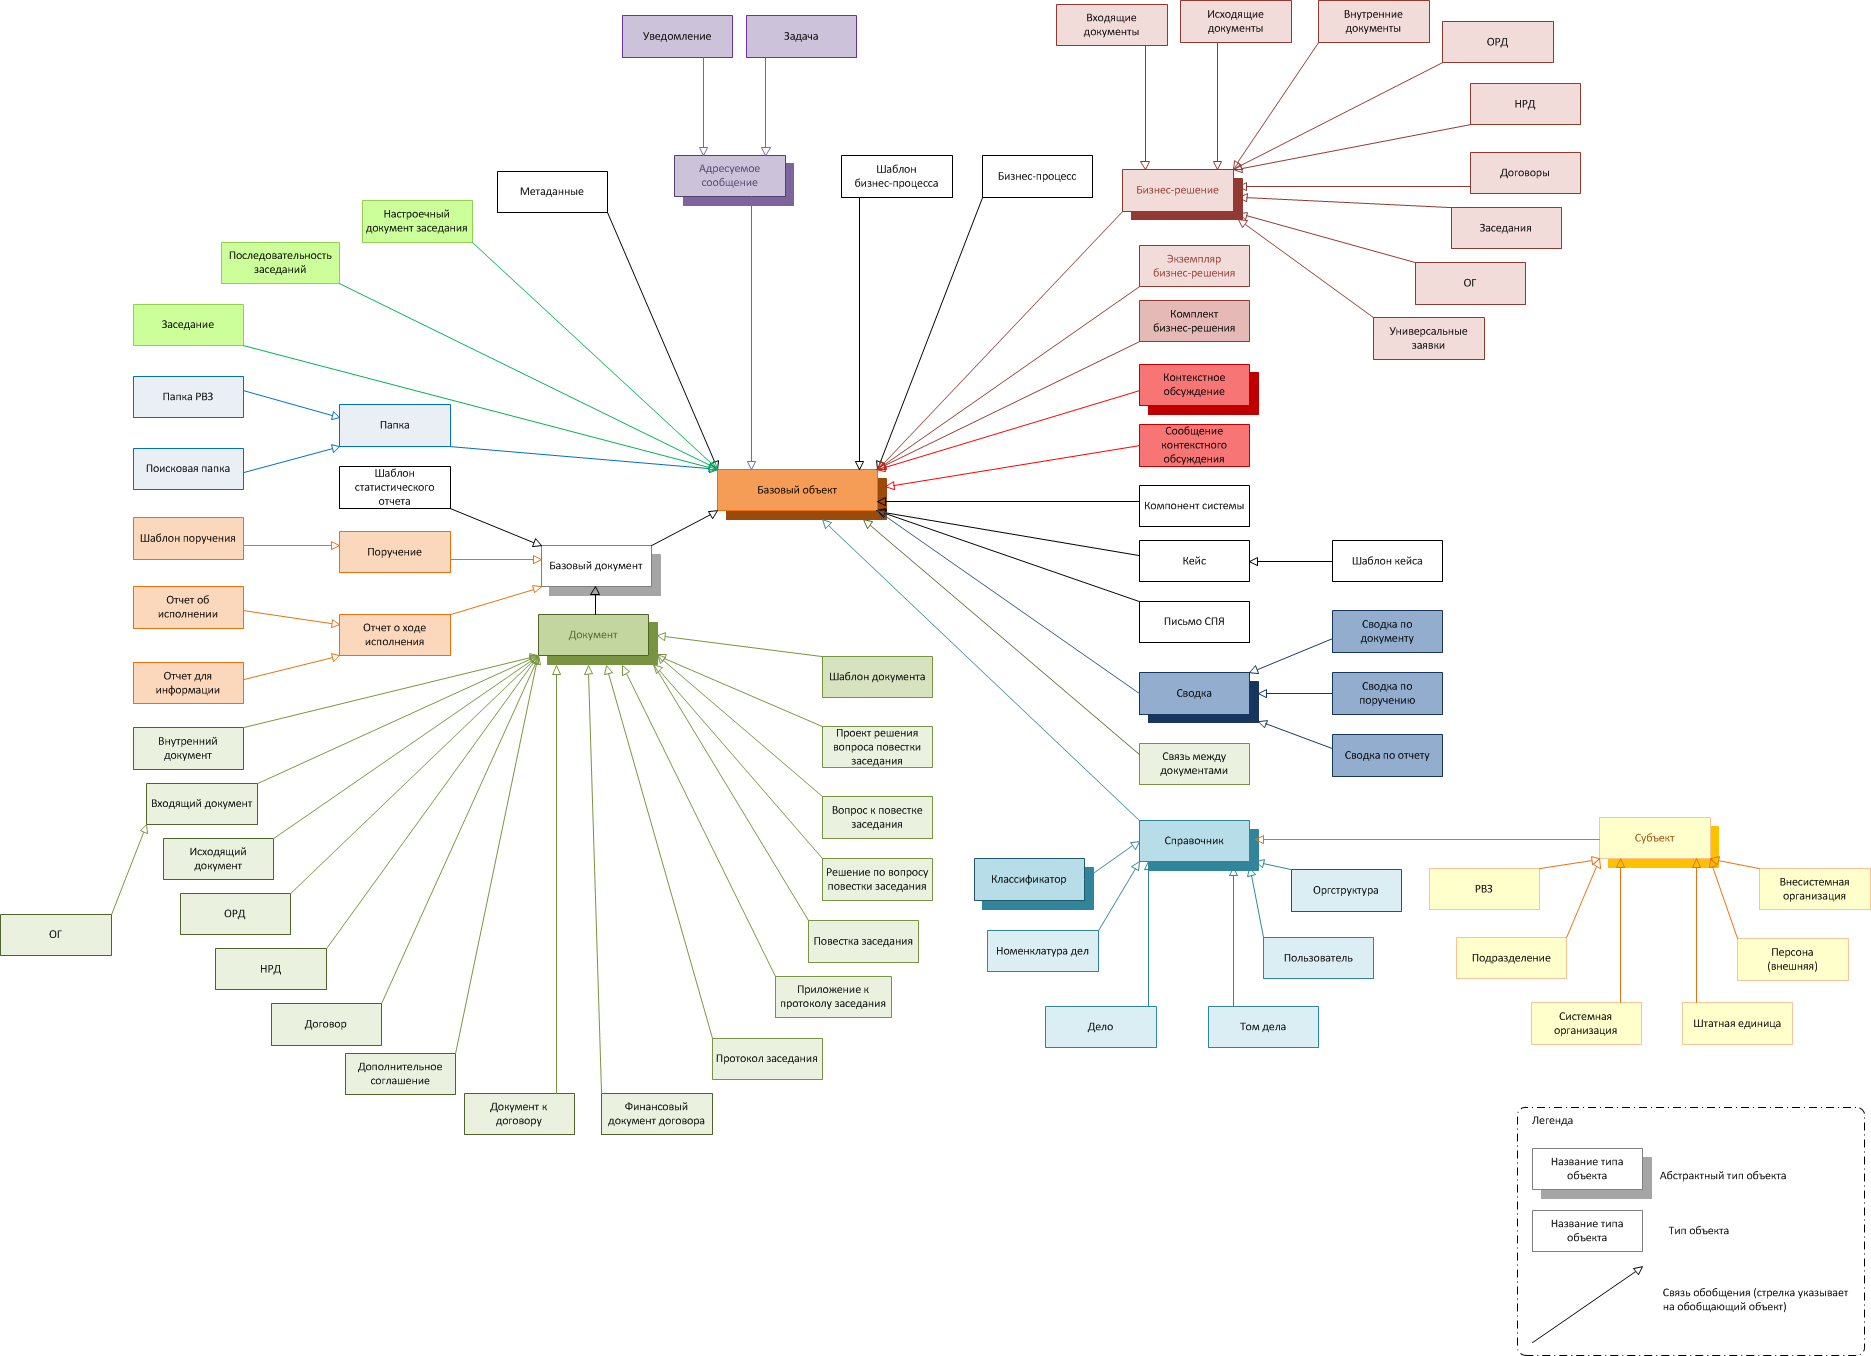 Уведомление
Задача
Входящие
документы
Исходящие
документы
Внутренние
документы
ОРД
НРД
Договоры
Заседания
ОГ
Универсальные
заявки
Адресуемое
сообщение
Шаблон
бизнес-процесса
Бизнес-процесс
Бизнес-решение
Метаданные
Настроечный
документ заседания
Последовательность
заседаний
Заседание
Экземпляр
бизнес-решения
Комплект
бизнес-решения
Контекстное
обсуждение
Сообщение
контекстного
обсуждения
Папка РВЗ
Папка
Поисковая папка
Шаблон
статистического
отчета
Базовый объект
Компонент системы
Шаблон поручения
Поручение
Базовый документ
Кейс
Шаблон кейса
Отчет об
исполнении
Отчет о ходе
исполнения
Отчет для
информации
Документ
Письмо СПЯ
Сводка по
документу
Сводка
Сводка по
поручению
Сводка по отчету
Шаблон документа
Проект решения
вопроса повестки
заседания
Связь между
документами
Внутренний
документ
Входящий документ
Вопрос к повестке
заседания
Исходящий
документ
Решение по вопросу
повестки заседания
ОРД
ОГ
НРД
Повестка заседания
Договор
Приложение к
протоколу заседания
Дополнительное
соглашение
Протокол заседания
Документ к
договору
Финансовый
документ договора
Справочник
Субъект
Классификатор
Оргструктура
РВЗ
Внесистемная
организация
Номенклатура дел
Пользователь
Подразделение
Персона
(внешняя)
Дело
Том дела
Системная
организация
Штатная единица
Легенда
Название типа
объекта
Абстрактный тип объекта
Название типа
объекта
Тип объекта
Связь обобщения (стрелка указывает
на обобщающий объект)